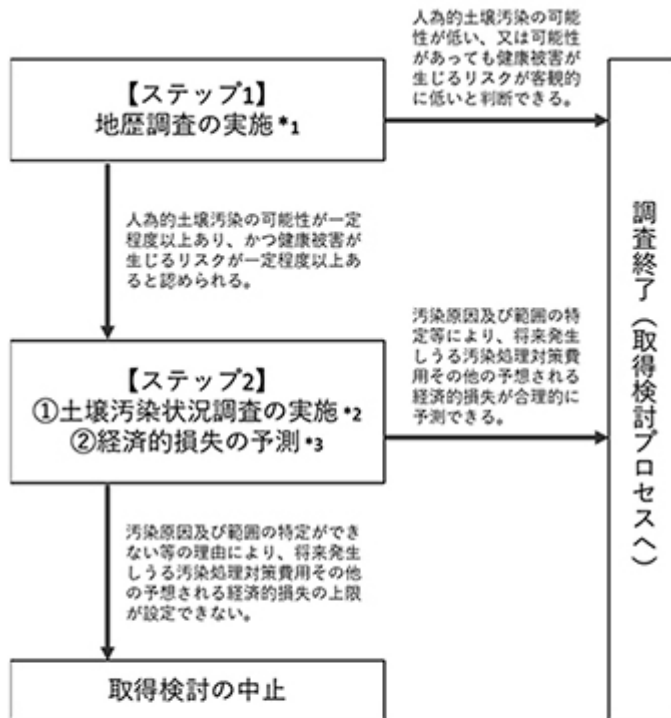 人為的土壌汚染の可能
性が低い、又は可能性
があっても健康被害が
生じるリスクが客観的
に低いと判断できる。
【ステップ1】
地歴調査の実施*1
人為的土壌汚染の可能性が一定
程度以上あり、かつ健康被害が
生じるリスクが一定程度以上あ
ると認められる。
汚染原因及び範囲の特
定等により、将来発生
しうる汚染処理対策費
用その他の予想される
経済的損失が合理的に
予測できる。
【ステップ2】
①土壌汚染状況調査の実施*2
②経済的損失の予測*3
汚染原因及び範囲の特定ができ
ない等の理由により、将来発生
しうる汚染処理対策費用その他
の予想される経済的損失の上限
が設定できない。
取得検討の中止
調査終了（取得検討プロセスへ）